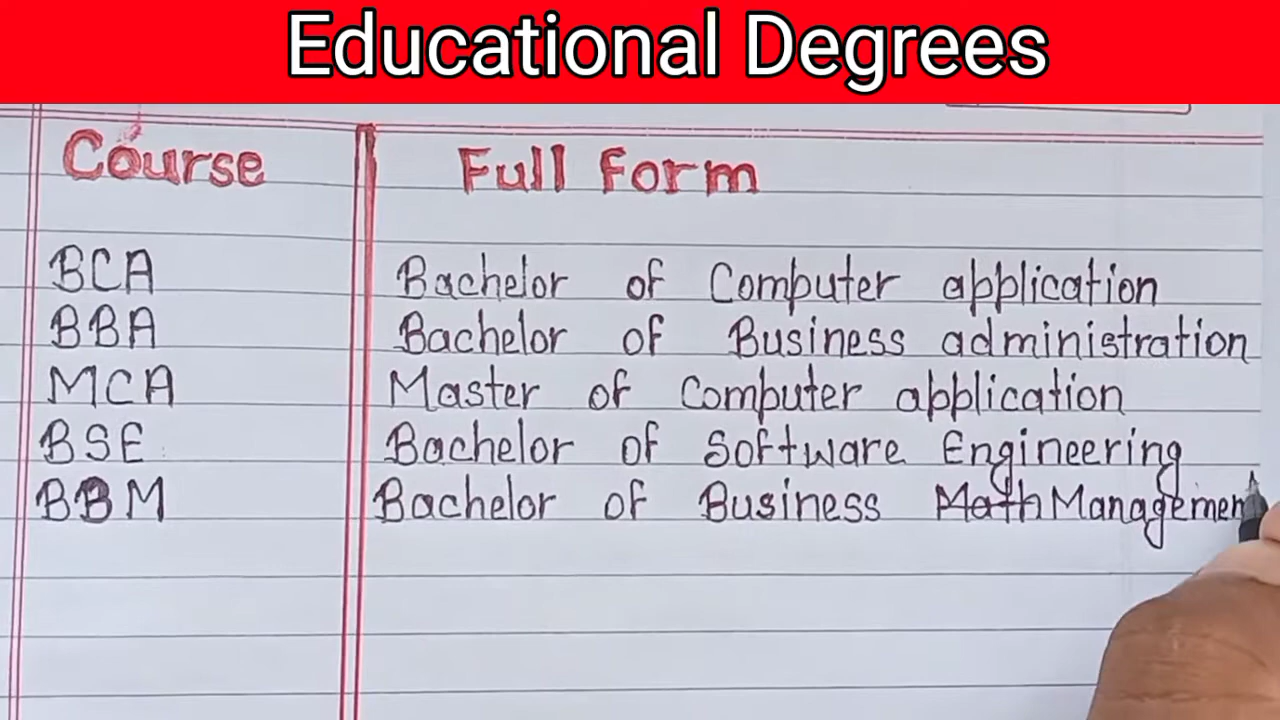 Educational Degrees
Course Full Form
BCA Bachelor of Computer application
BBA Bachelor of Business administration
MCA Master of Computer application
BSE Bachelor of Software Engineering
BBM Bachelor of Business Math Managemen